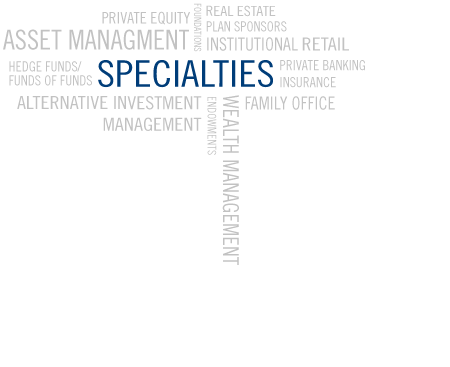 PRIVATE EQUITY
FOUNDATIONS
REAL ESTATE
PLAN SPONSORS
ASSET MANAGMENT
INSTITUTIONAL RETAIL
HEDGE FUNDS/
FUNDS OF FUNDS
SPECIALTIES
PRIVATE BANKING
INSURANCE
ALTERNATIVE INVESTMENT
MANAGEMENT
ENDOWMENTS
WEALTH MANAGEMENT
FAMILY OFFICE